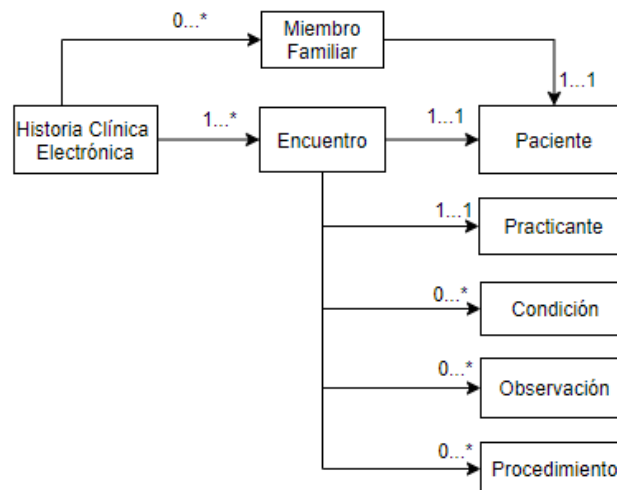 0...*
Miembro
Familiar
1...1
Historia Clínica
Electrónica
1...*
Encuentro
1...1
Paciente
1...1
Practicante
0...*
Condición
0...*
Observación
0...*
Procedimiento